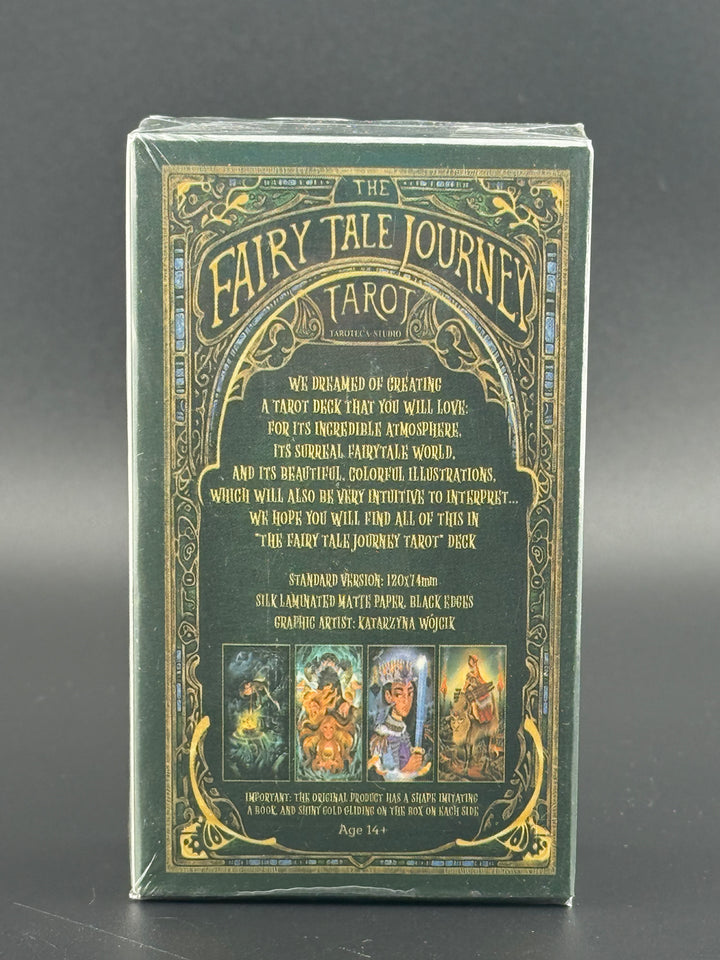 THE
FAIRY TALE JOURNEY
TAROT
TAROTECA-STUDIO
WE DREAMED OF CREATING
A TAROT DECK THAT YOU WILL LOVE:
FOR ITS INCREDIBLE ATMOSPHERE,
ITS SURREAL FAIRYTALE WORLD,
AND ITS BEAUTIFUL, COLORFUL ILLUSTRATIONS,
WHICH WILL ALSO BE VERY INTUITIVE TO INTERPRET...
WE HOPE YOU WILL FIND ALL OF THIS IN
"THE FAIRY TALE JOURNEY TAROT" DECK
STANDARD VERSION: 120x74mm
SILK LAMINATED MATTE PAPER, BLACK EDGES
GRAPHIC ARTIST: KATARZYNA WÓJCIK
IMPORTANT: THE ORIGINAL PRODUCT HAS A SHAPE IMITATING
A BOOK, AND SHINY GOLD GLIDING ON THE BOX ON EACH SIDE
Age 14+